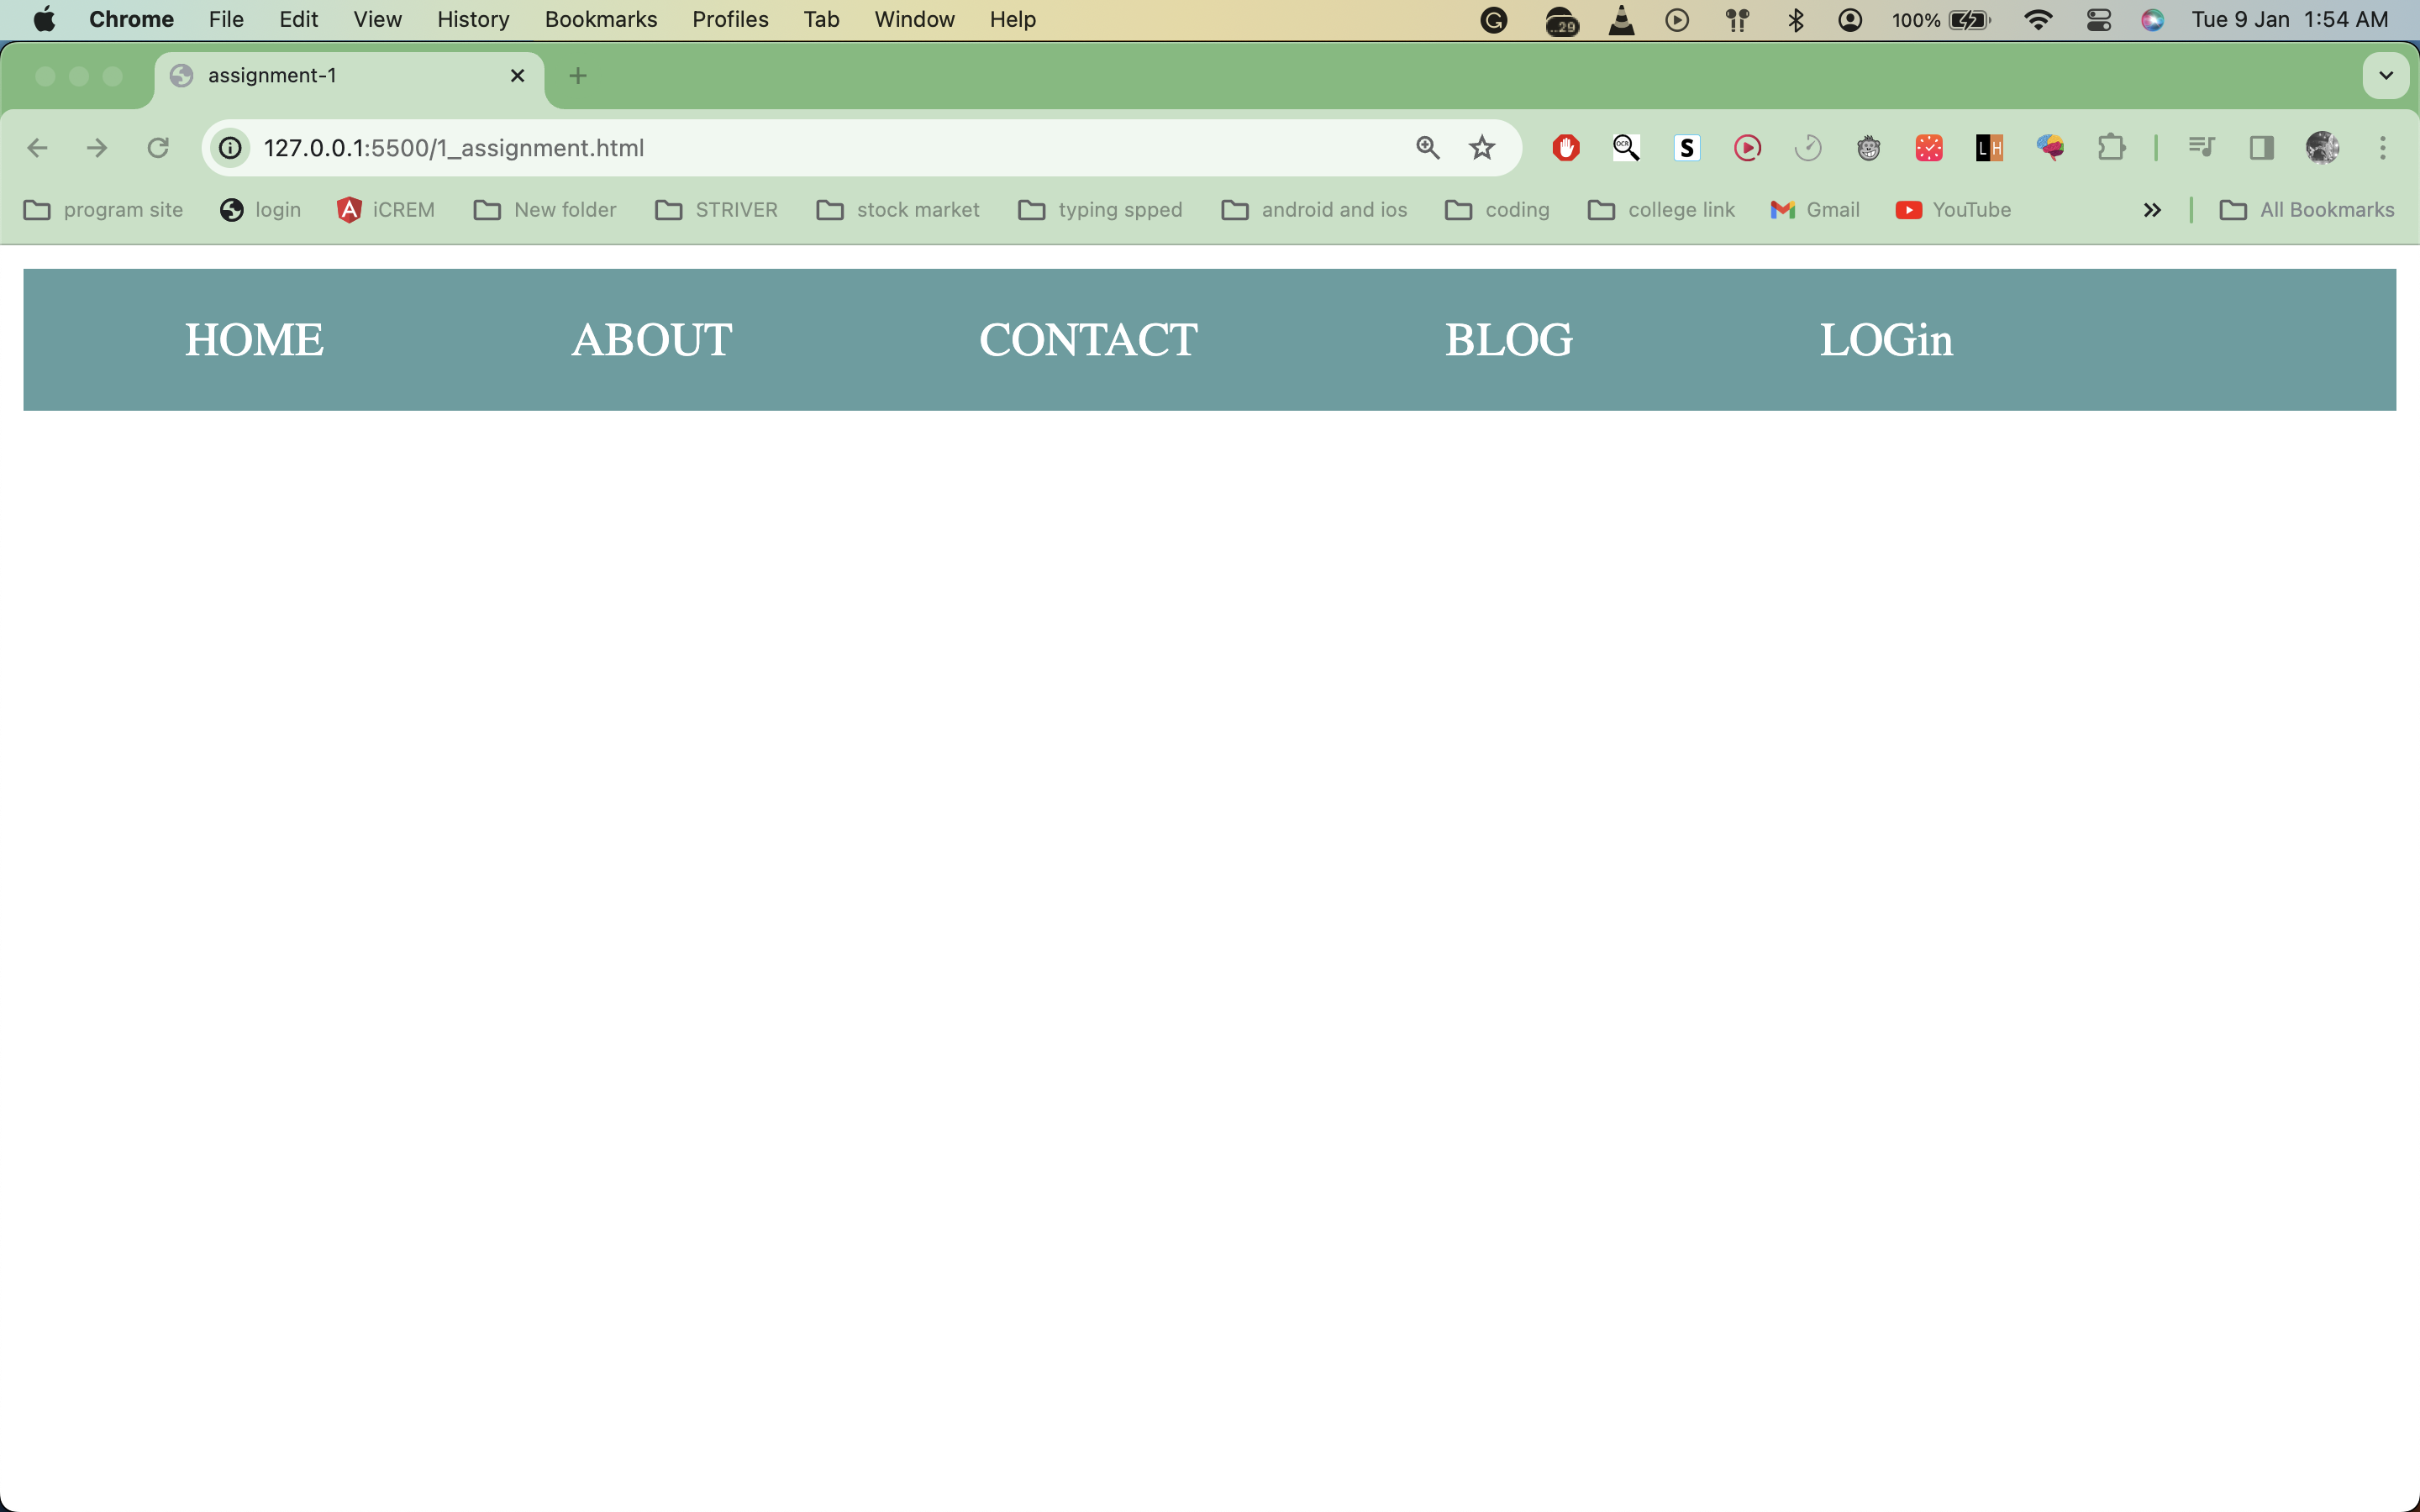 Chrome File Edit View History Bookmarks Profiles Tab Window Help ..29 100% Tue 9 Jan 1:54 AM
assignment-1
127.0.0.1:5500/1_assignment.html OCR S L H
program site login iCREM New folder STRIVER stock market typing spped android and ios coding college link Gmail YouTube All Bookmarks
HOME ABOUT CONTACT BLOG LOGin